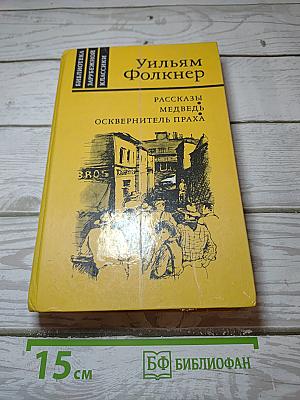 БИБЛИОТЕКА
ЗАРУБЕЖНОЙ
КЛАССИКИ
Уильям
Фолкнер
РАССКАЗЫ
МЕДВЕДЬ
ОСКВЕРНИТЕЛЬ ПРАХА
BROS
15 см
БФ БИБЛИОФАН